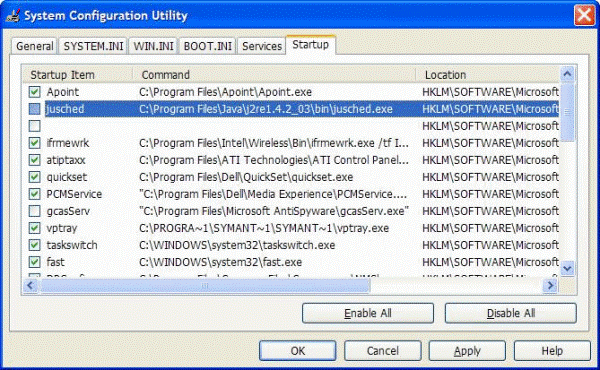 System Configuration Utility
General SYSTEM.INI WIN.INI BOOT.INI Services Startup
Startup Item Command Location
Apoint C:\Program Files\Apoint\Apoint.exe HKLM\SOFTWARE\Microsoft
jusched C:\Program Files\Java\j2re1.4.2_03\bin\jusched.exe HKLM\SOFTWARE\Microsoft
HKLM\SOFTWARE\Microsoft
ifrmewrk C:\Program Files\Intel\Wireless\Bin\ifrmewrk.exe /tf I... HKLM\SOFTWARE\Microsoft
atiptaxx C:\Program Files\ATI Technologies\ATI Control Pane... HKLM\SOFTWARE\Microsoft
quickset C:\Program Files\Dell\QuickSet\quickset.exe HKLM\SOFTWARE\Microsoft
PCMService "C:\Program Files\Dell\Media Experience\PCMService.... HKLM\SOFTWARE\Microsoft
gcasServ "C:\Program Files\Microsoft AntiSpyware\gcasServ.exe" HKLM\SOFTWARE\Microsoft
vptray C:\PROGRA~1\SYMANT~1\SYMANT~1\vptray.exe HKLM\SOFTWARE\Microsoft
taskswitch C:\WINDOWS\system32\taskswitch.exe HKLM\SOFTWARE\Microsoft
fast C:\WINDOWS\system32\fast.exe HKLM\SOFTWARE\Microsoft
Enable All Disable All
OK Cancel Apply Help